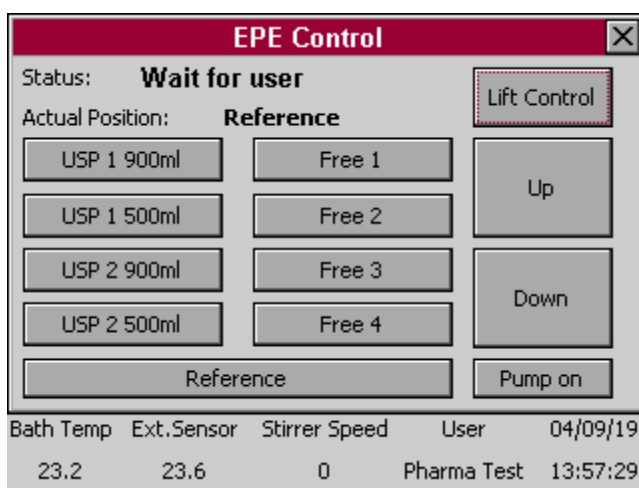 EPE Control
Status: Wait for user
Lift Control
Actual Position: Reference
USP 1 900ml Free 1
Up
USP 1 500ml Free 2
USP 2 900ml Free 3
Down
USP 2 500ml Free 4
Reference Pump on
Bath Temp Ext.Sensor Stirrer Speed User 04/09/19
23.2 23.6 0 Pharma Test 13:57:29